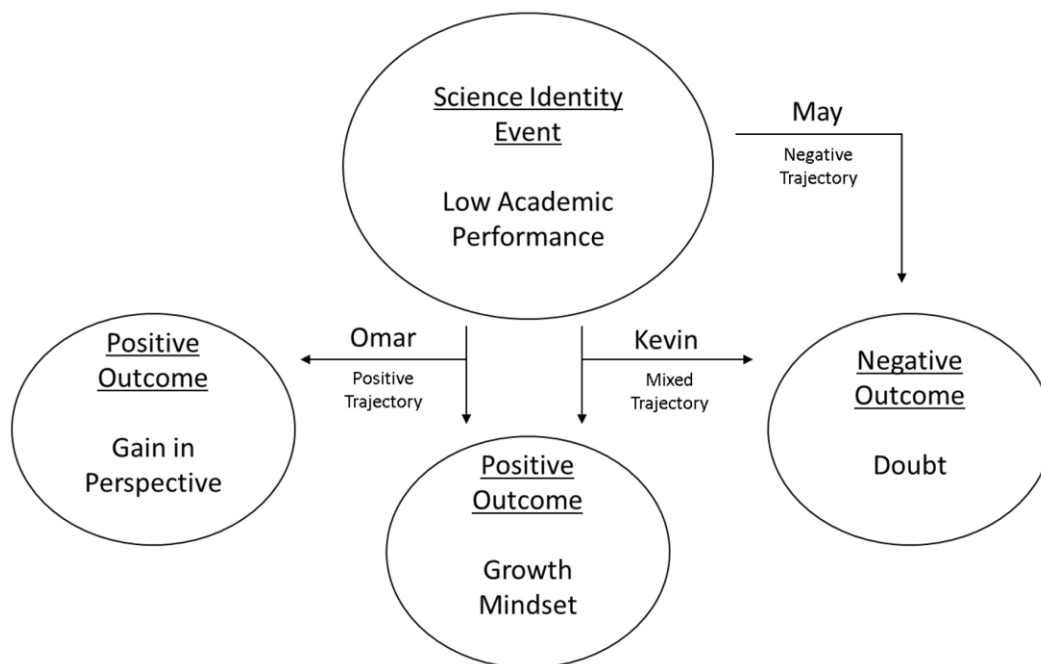 Science Identity
Event
Low Academic
Performance
May
Negative
Trajectory
Omar
Positive
Trajectory
Kevin
Mixed
Trajectory
Positive
Outcome
Gain in
Perspective
Positive
Outcome
Growth
Mindset
Negative
Outcome
Doubt